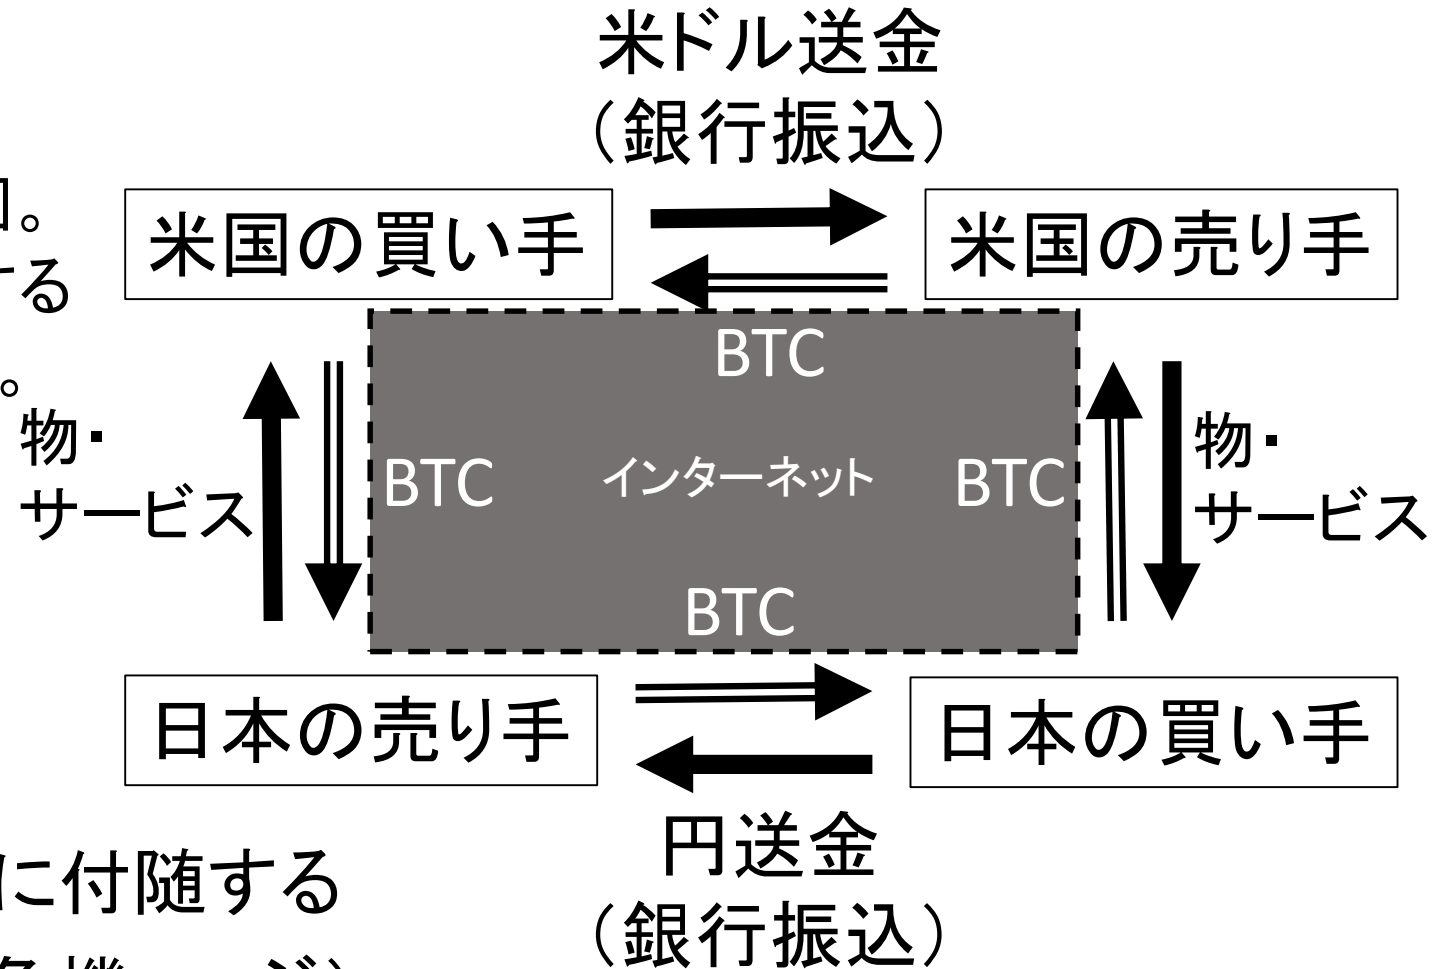 米ドル送金
（銀行振込）
。
米国の買い手
米国の売り手
する
BTC
。
物・
サービス
BTC
インターネット
BTC
物・
サービス
BTC
日本の売り手
日本の買い手
円送金
に付随する
（銀行振込）